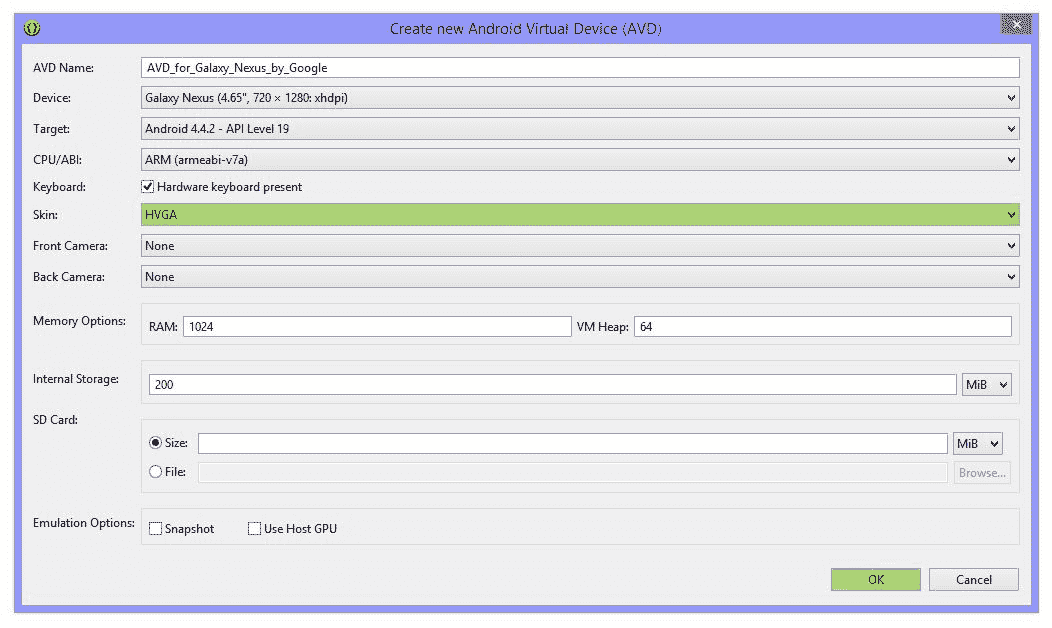 Create new Android Virtual Device (AVD)
AVD Name: AVD_for_Galaxy_Nexus_by_Google
Device: Galaxy Nexus (4.65", 720 × 1280: xhdpi)
Target: Android 4.4.2 - API Level 19
CPU/ABI: ARM (armeabi-v7a)
Keyboard: Hardware keyboard present
Skin: HVGA
Front Camera: None
Back Camera: None
Memory Options: RAM: 1024 VM Heap: 64
Internal Storage: 200 MiB
SD Card:
Size: MiB
File: Browse...
Emulation Options: Snapshot Use Host GPU
OK Cancel